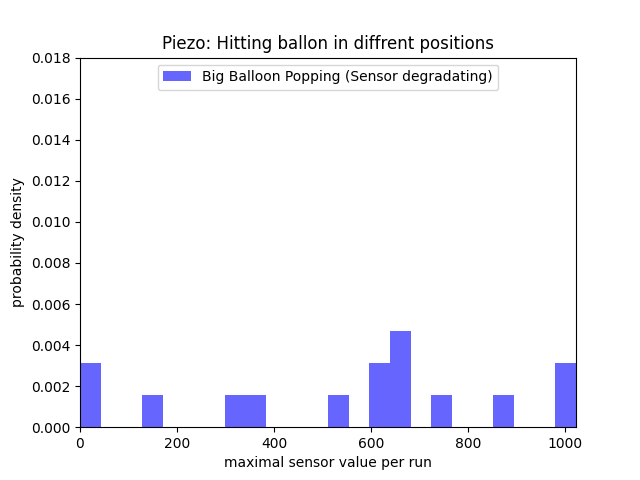 Piezo: Hitting ballon in diffrent positions
Big Balloon Popping (Sensor degradating)
0.018
0.016
0.014
0.012
0.010
0.008
0.006
0.004
0.002
0.000
probability density
0 200 400 600 800 1000
maximal sensor value per run